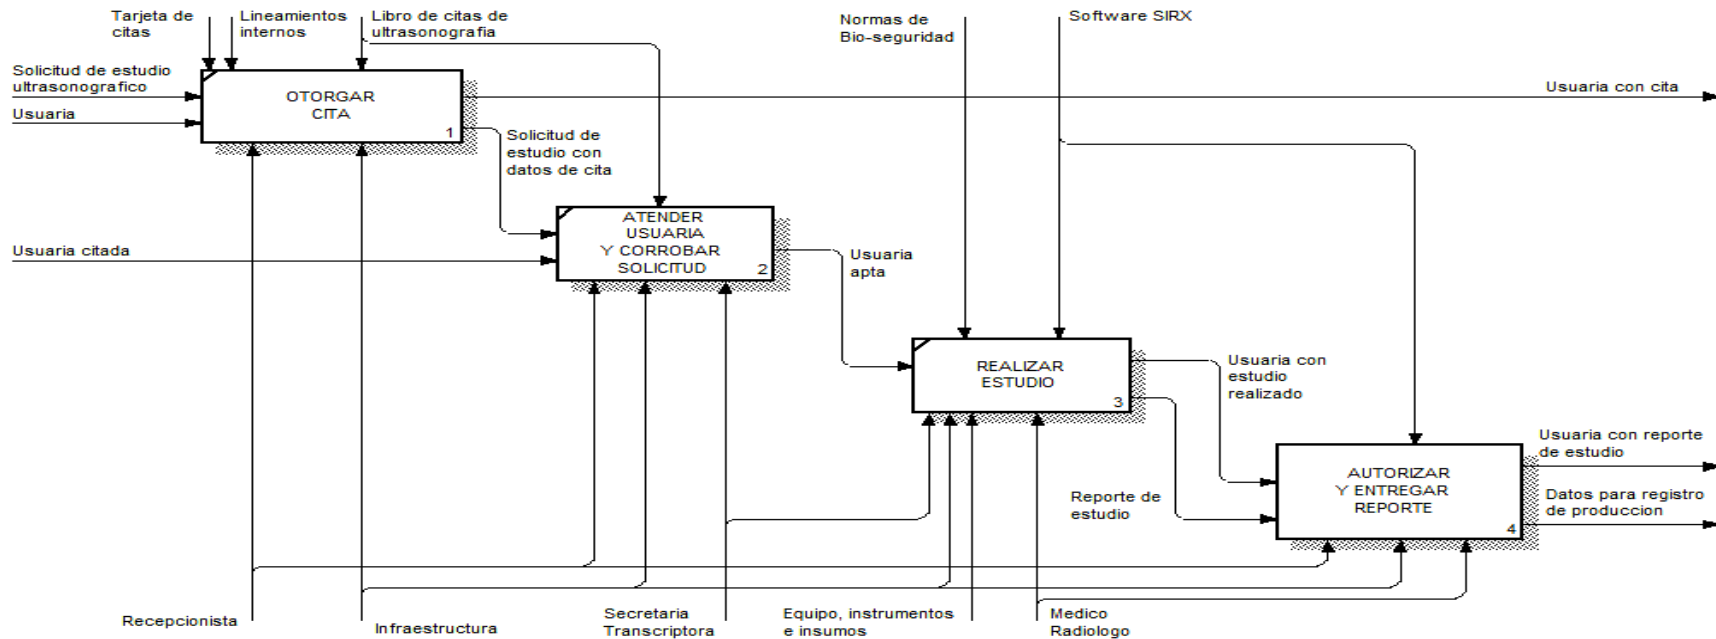 Tarjeta de
citas
Lineamientos
internos
Libro de citas de
ultrasonografia
Normas de
Bio-seguridad
Software SIRX
Solicitud de estudio
ultrasonografico
Usuaria
OTORGAR
CITA
1
Usuaria con cita
Solicitud de
estudio con
datos de cita
Usuaria citada
ATENDER
USUARIA
Y CORROBAR
SOLICITUD
2
Usuaria
apta
REALIZAR
ESTUDIO
3
Usuaria con
estudio
realizado
Reporte de
estudio
AUTORIZAR
Y ENTREGAR
REPORTE
4
Usuaria con reporte
de estudio
Datos para registro
de produccion
Recepcionista
Infraestructura
Secretaria
Transcriptora
Equipo, instrumentos
e insumos
Medico
Radiologo